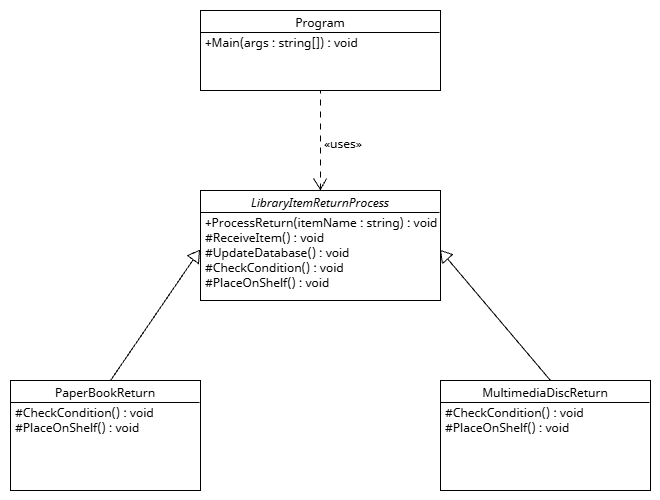 Program
+Main(args : string[]) : void
«uses»
LibraryItemReturnProcess
+ProcessReturn(itemName : string) : void
#ReceiveItem() : void
#UpdateDatabase() : void
#CheckCondition() : void
#PlaceOnShelf() : void
PaperBookReturn
#CheckCondition() : void
#PlaceOnShelf() : void
MultimediaDiscReturn
#CheckCondition() : void
#PlaceOnShelf() : void